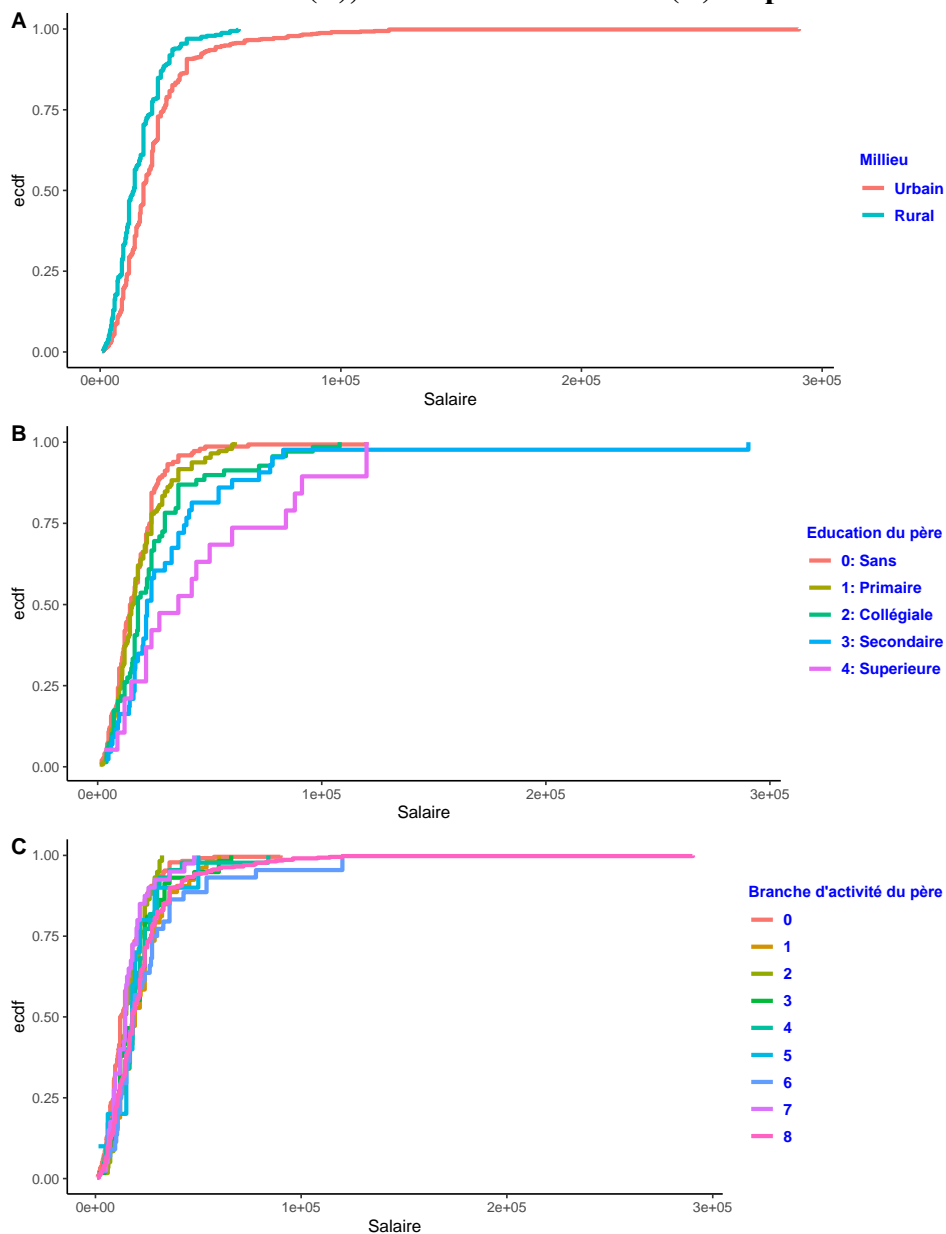 A
1.00
0.75
0.50
0.25
0.00
ecdf
0e+00
1e+05
2e+05
3e+05
Salaire
Millieu
Urbain
Rural
B
1.00
0.75
0.50
0.25
0.00
ecdf
0e+00
1e+05
2e+05
3e+05
Salaire
Education du père
0: Sans
1: Primaire
2: Collégiale
3: Secondaire
4: Superieure
C
1.00
0.75
0.50
0.25
0.00
ecdf
0e+00
1e+05
2e+05
3e+05
Salaire
Branche d'activité du père
0
1
2
3
4
5
6
7
8